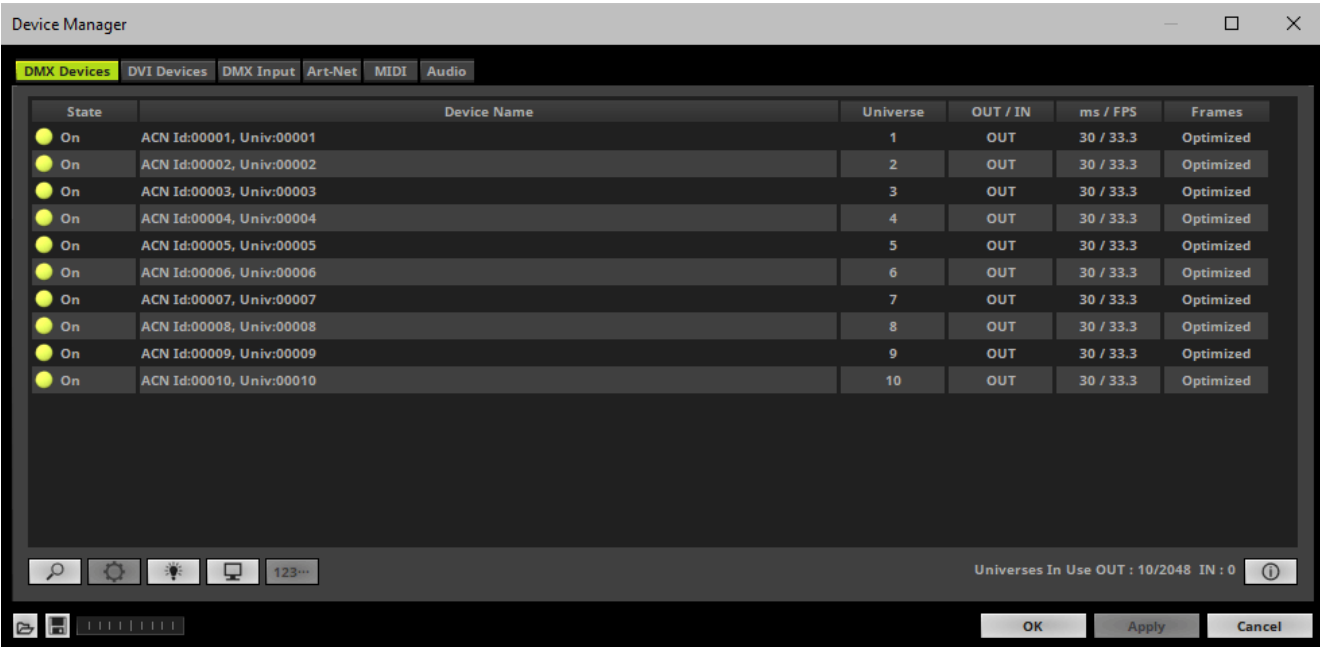 Device Manager
DMX Devices DVI Devices DMX Input Art-Net MIDI Audio
State Device Name Universe OUT / IN ms / FPS Frames
On ACN Id:00001, Univ:00001 1 OUT 30 / 33.3 Optimized
On ACN Id:00002, Univ:00002 2 OUT 30 / 33.3 Optimized
On ACN Id:00003, Univ:00003 3 OUT 30 / 33.3 Optimized
On ACN Id:00004, Univ:00004 4 OUT 30 / 33.3 Optimized
On ACN Id:00005, Univ:00005 5 OUT 30 / 33.3 Optimized
On ACN Id:00006, Univ:00006 6 OUT 30 / 33.3 Optimized
On ACN Id:00007, Univ:00007 7 OUT 30 / 33.3 Optimized
On ACN Id:00008, Univ:00008 8 OUT 30 / 33.3 Optimized
On ACN Id:00009, Univ:00009 9 OUT 30 / 33.3 Optimized
On ACN Id:00010, Univ:00010 10 OUT 30 / 33.3 Optimized
123··· Universes In Use OUT : 10/2048 IN : 0
OK Apply Cancel